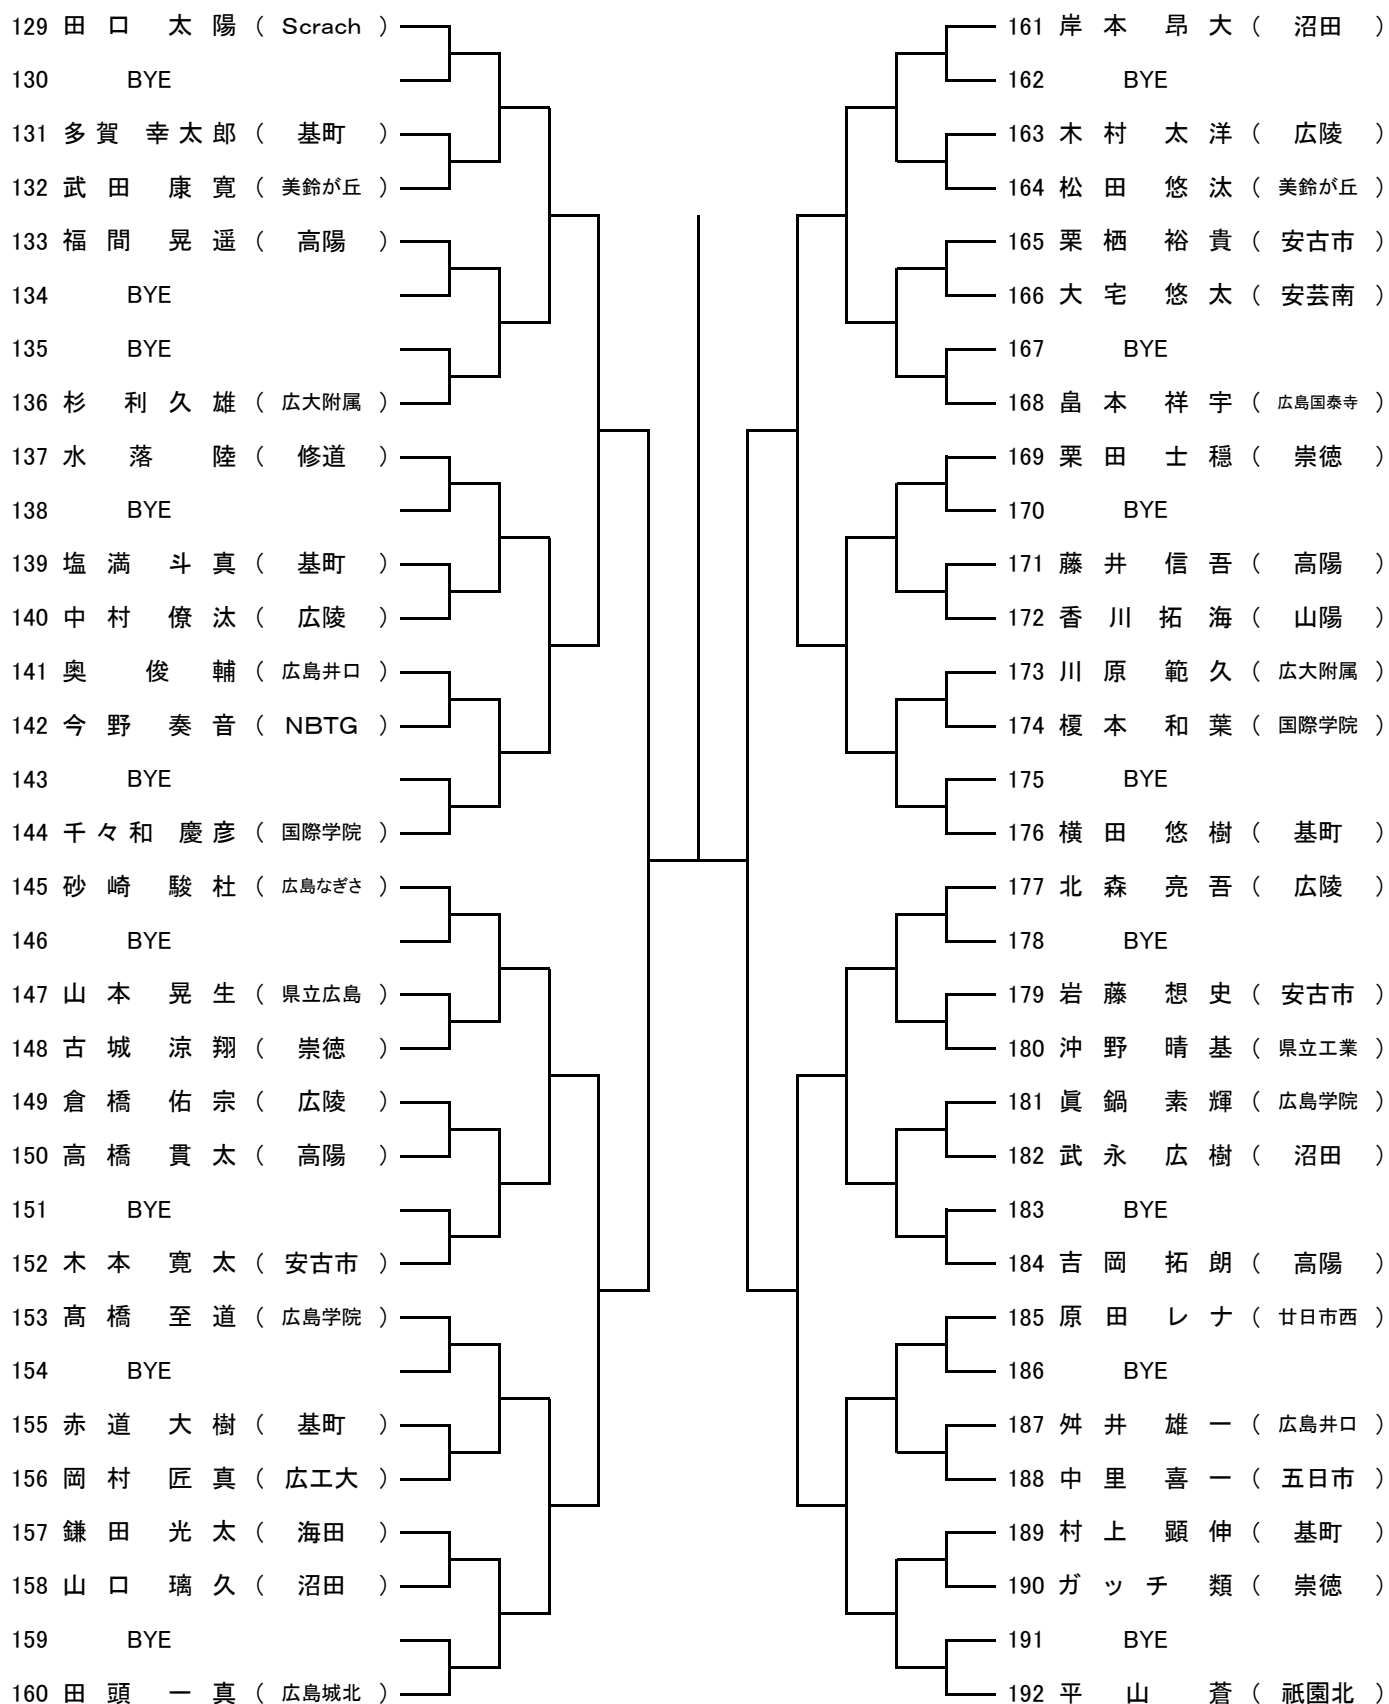 129 田口 太陽 ( Scrach )
130 BYE
131 多賀 幸太郎 ( 基町 )
132 武田 康寛 ( 美鈴が丘 )
133 福間 晃遥 ( 高陽 )
134 BYE
135 BYE
136 杉 利久雄 ( 広大附属 )
137 水落 陸 ( 修道 )
138 BYE
139 塩満 斗真 ( 基町 )
140 中村 僚汰 ( 広陵 )
141 奥 俊輔 ( 広島井口 )
142 今野 奏音 ( NBTG )
143 BYE
144 千々和 慶彦 ( 国際学院 )
145 砂崎 駿杜 ( 広島なぎさ )
146 BYE
147 山本 晃生 ( 県立広島 )
148 古城 涼翔 ( 崇徳 )
149 倉橋 佑宗 ( 広陵 )
150 高橋 貫太 ( 高陽 )
151 BYE
152 木本 寛太 ( 安古市 )
153 髙橋 至道 ( 広島学院 )
154 BYE
155 赤道 大樹 ( 基町 )
156 岡村 匠真 ( 広工大 )
157 鎌田 光太 ( 海田 )
158 山口 璃久 ( 沼田 )
159 BYE
160 田頭 一真 ( 広島城北 )
161 岸本 昂大 ( 沼田 )
162 BYE
163 木村 太洋 ( 広陵 )
164 松田 悠汰 ( 美鈴が丘 )
165 栗栖 裕貴 ( 安古市 )
166 大宅 悠太 ( 安芸南 )
167 BYE
168 畠本 祥宇 ( 広島国泰寺 )
169 栗田 士穏 ( 崇徳 )
170 BYE
171 藤井 信吾 ( 高陽 )
172 香川 拓海 ( 山陽 )
173 川原 範久 ( 広大附属 )
174 榎本 和葉 ( 国際学院 )
175 BYE
176 横田 悠樹 ( 基町 )
177 北森 亮吾 ( 広陵 )
178 BYE
179 岩藤 想史 ( 安古市 )
180 沖野 晴基 ( 県立工業 )
181 眞鍋 素輝 ( 広島学院 )
182 武永 広樹 ( 沼田 )
183 BYE
184 吉岡 拓朗 ( 高陽 )
185 原田 レナ ( 廿日市西 )
186 BYE
187 舛井 雄一 ( 広島井口 )
188 中里 喜一 ( 五日市 )
189 村上 顕伸 ( 基町 )
190 ガッチ 類 ( 崇徳 )
191 BYE
192 平山 蒼 ( 祇園北 )